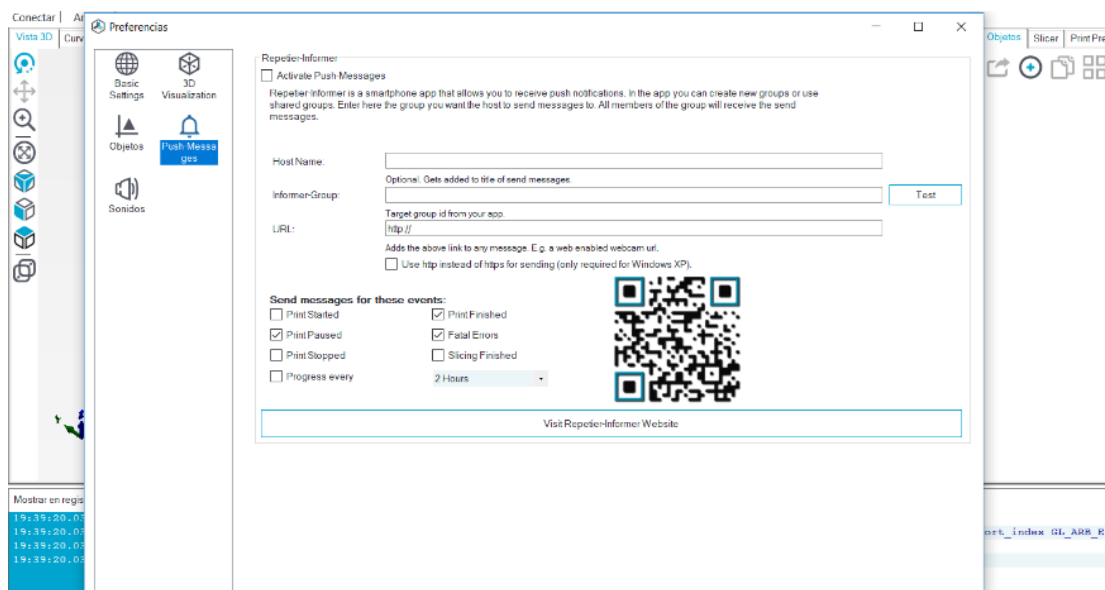 Conectar
Preferencias
Vista 3D
Objetos
Slicer
Basic
Settings
3D
Visualization
Objetos
Push-Messa
ges
Sonidos
Repetier-Informer
Activate Push-Messages
Repetier-Informer is a smartphone app that allows you to receive push notifications. In the app you can create new groups or use
shared groups. Enter here the group you want the host to send messages to. All members of the group will receive the send
messages.
Host Name:
Optional. Gets added to title of send messages.
Informer-Group:
Test
Target group id from your app.
URL:
http://
Adds the above link to any message. E.g. a web enabled webcam url.
Use http instead of https for sending (only required for Windows XP).
Send messages for these events:
Print Started
Print Finished
Print Paused
Fatal Errors
Print Stopped
Slicing Finished
Progress every
2 Hours
Visit Repetier-Informer Website
Mostrar en regis
19:39:20.03
19:39:20.03
ort_index GL_ARB_E
19:39:20.03
19:39:20.03